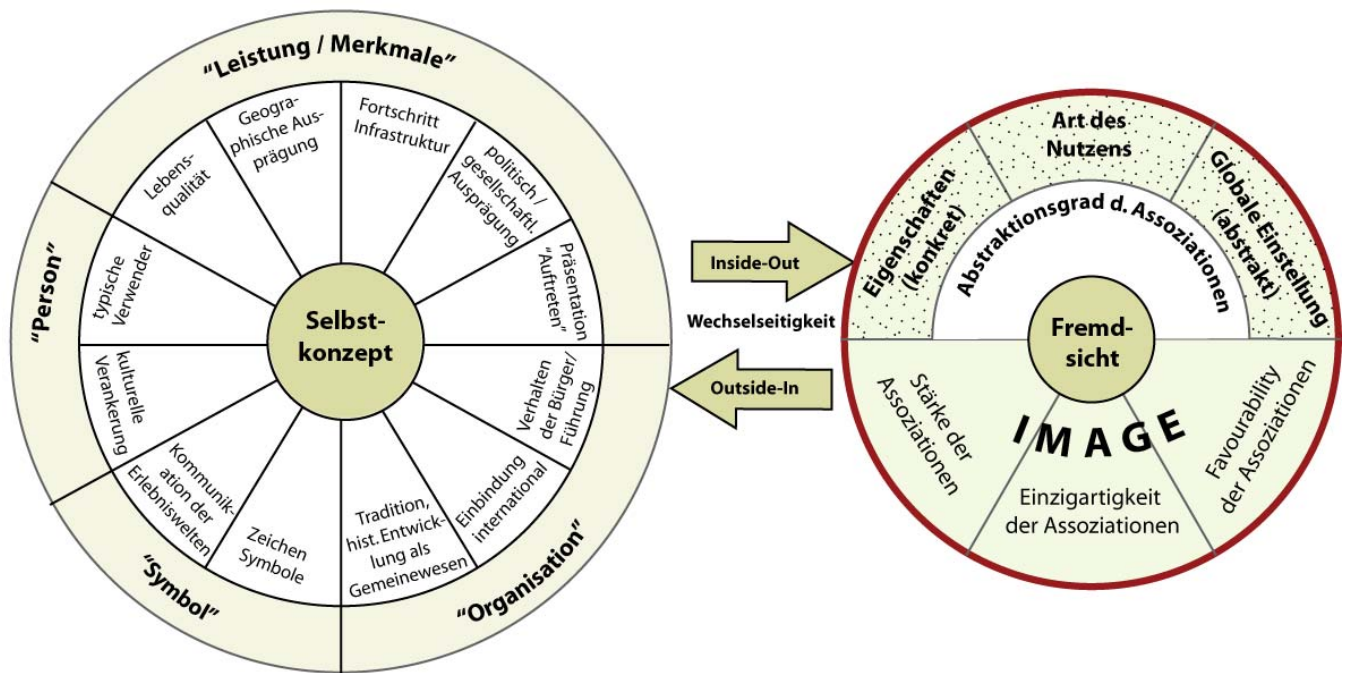 “Leistung / Merkmale”
“Person”
“Symbol”
“Organisation”
Geogra-
phische Aus-
prägung
Fortschritt
Infrastruktur
politisch /
gesellschaftl.
Ausprägung
Präsentation
“Auftreten”
Verhalten
der Bürger/
Führung
Einbindung
international
Tradition,
hist. Entwick-
lung als
Gemeinewesen
Zeichen
Symbole
Kommunik-
ation der
Erlebniswelten
kulturelle
Verankerung
typische
Verwender
Lebens-
qualität
Selbst-
konzept
Inside-Out
Wechselseitigkeit
Outside-In
Eigenschaften
(konkret)
Art des
Nutzens
Globale Einstellung
(abstrakt)
Abstraktionsgrad d. Assoziationen
Fremd-
sicht
IMAGE
Stärke der
Assoziationen
Einzigartigkeit
der Assoziationen
Favourability
der Assoziationen